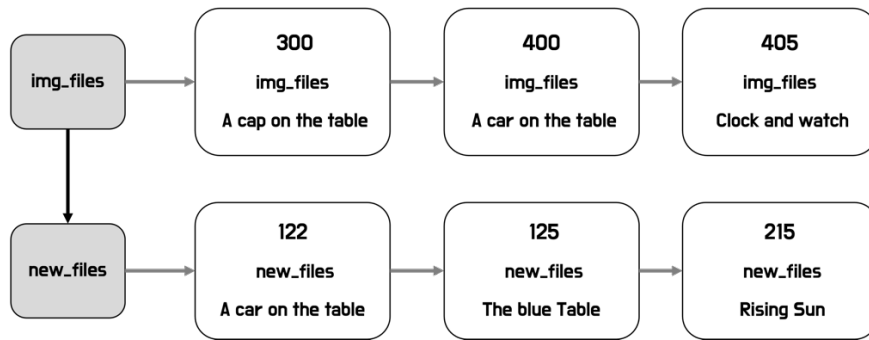 img_files
300
img_files
A cap on the table
400
img_files
A car on the table
405
img_files
Clock and watch
new_files
122
new_files
A car on the table
125
new_files
The blue Table
215
new_files
Rising Sun